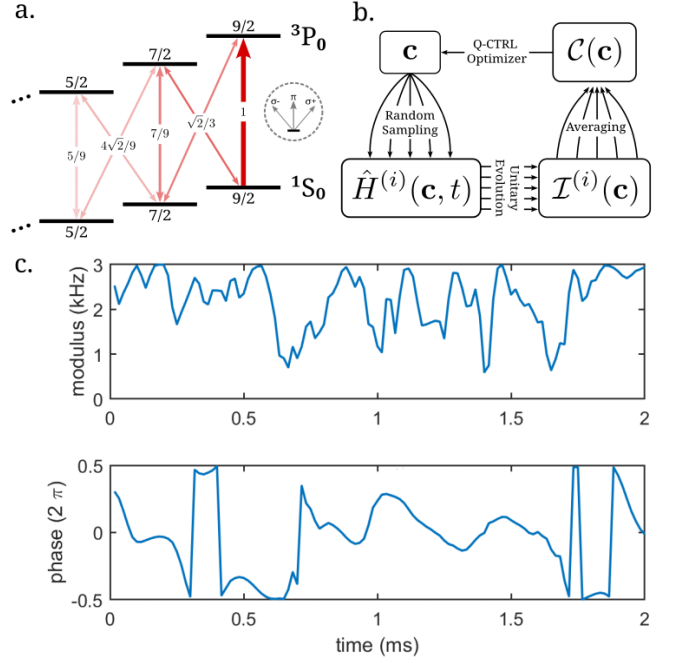 a.
9/2
³P₀
7/2
5/2
•••
σ-
π
σ+
5/9
4√2/9
7/9
√2/3
1
9/2
¹S₀
7/2
5/2
•••
b.
c
Q-CTRL
Optimizer
𝒞(c)
Random
Sampling
Averaging
Ĥ⁽ⁱ⁾(c, t)
Unitary
Evolution
ℐ⁽ⁱ⁾(c)
c.
modulus (kHz)
3
2
1
0
0
0.5
1
1.5
2
phase (2 π)
0.5
0
-0.5
0
0.5
1
1.5
2
time (ms)